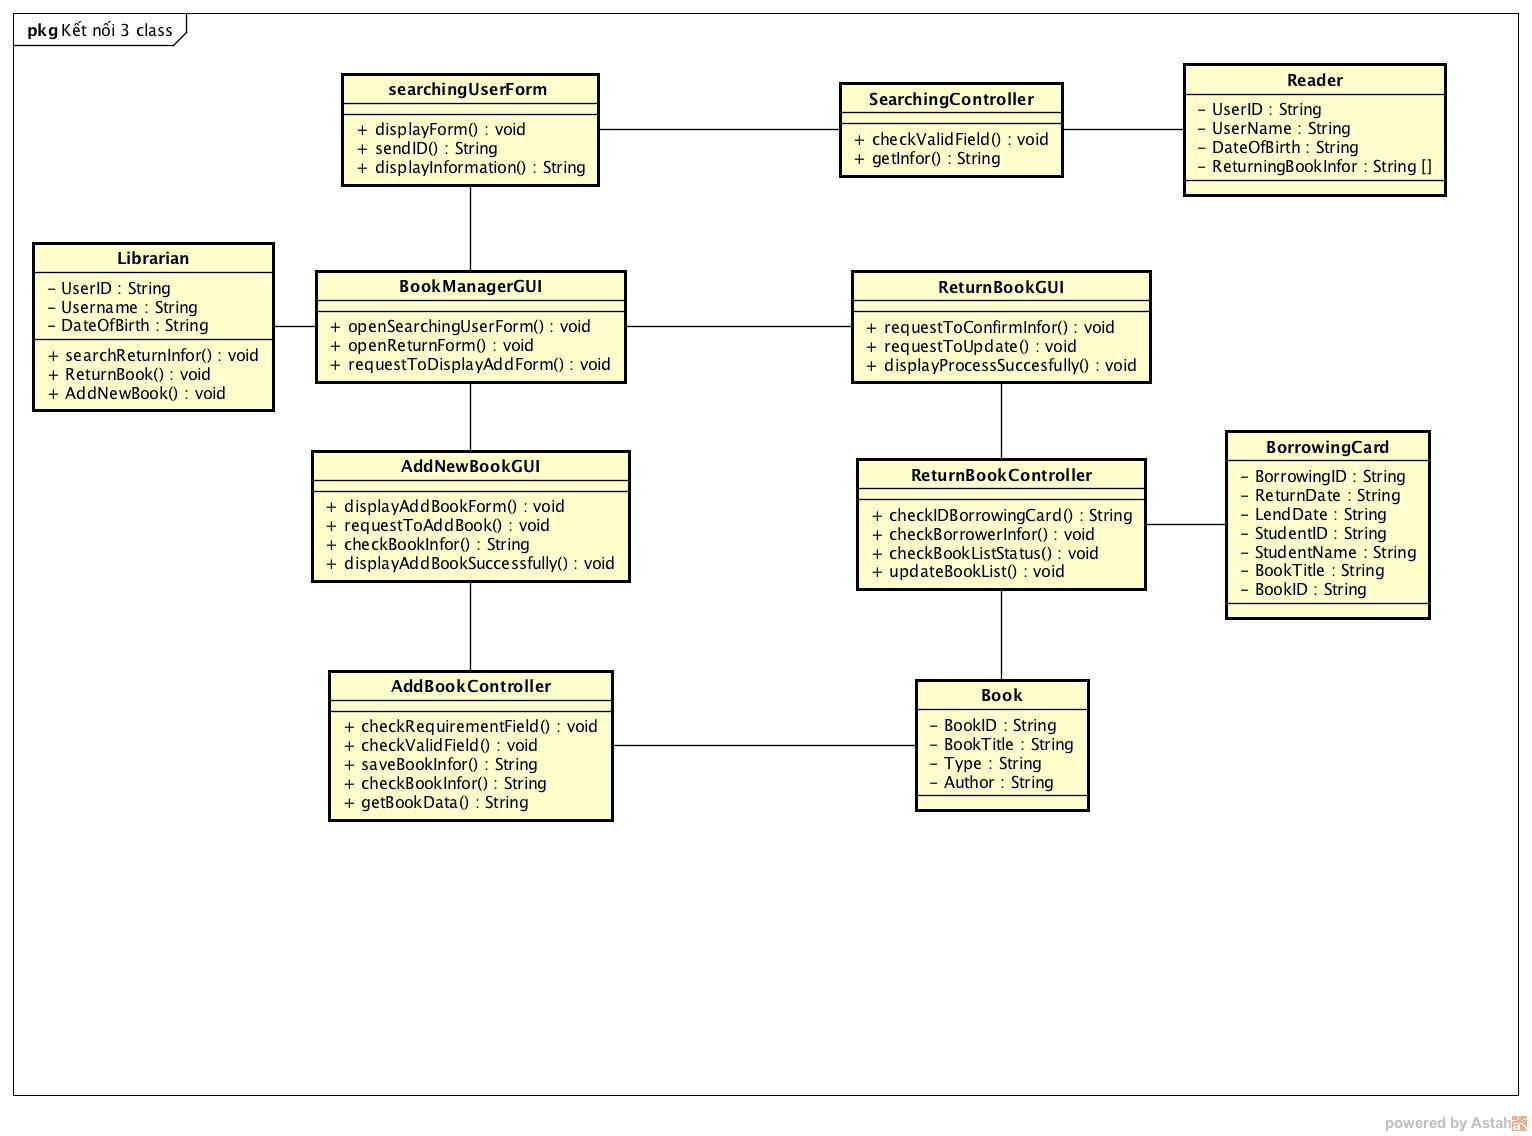 pkg Kết nối 3 class
searchingUserForm
+ displayForm() : void
+ sendID() : String
+ displayInformation() : String
SearchingController
+ checkValidField() : void
+ getInfor() : String
Reader
- UserID : String
- UserName : String
- DateOfBirth : String
- ReturningBookInfor : String []
Librarian
- UserID : String
- Username : String
- DateOfBirth : String
+ searchReturnInfor() : void
+ ReturnBook() : void
+ AddNewBook() : void
BookManagerGUI
+ openSearchingUserForm() : void
+ openReturnForm() : void
+ requestToDisplayAddForm() : void
ReturnBookGUI
+ requestToConfirmInfor() : void
+ requestToUpdate() : void
+ displayProcessSuccesfully() : void
AddNewBookGUI
+ displayAddBookForm() : void
+ requestToAddBook() : void
+ checkBookInfor() : String
+ displayAddBookSuccessfully() : void
ReturnBookController
+ checkIDBorrowingCard() : String
+ checkBorrowerInfor() : void
+ checkBookListStatus() : void
+ updateBookList() : void
BorrowingCard
- BorrowingID : String
- ReturnDate : String
- LendDate : String
- StudentID : String
- StudentName : String
- BookTitle : String
- BookID : String
AddBookController
+ checkRequirementField() : void
+ checkValidField() : void
+ saveBookInfor() : String
+ checkBookInfor() : String
+ getBookData() : String
Book
- BookID : String
- BookTitle : String
- Type : String
- Author : String
powered by Astah